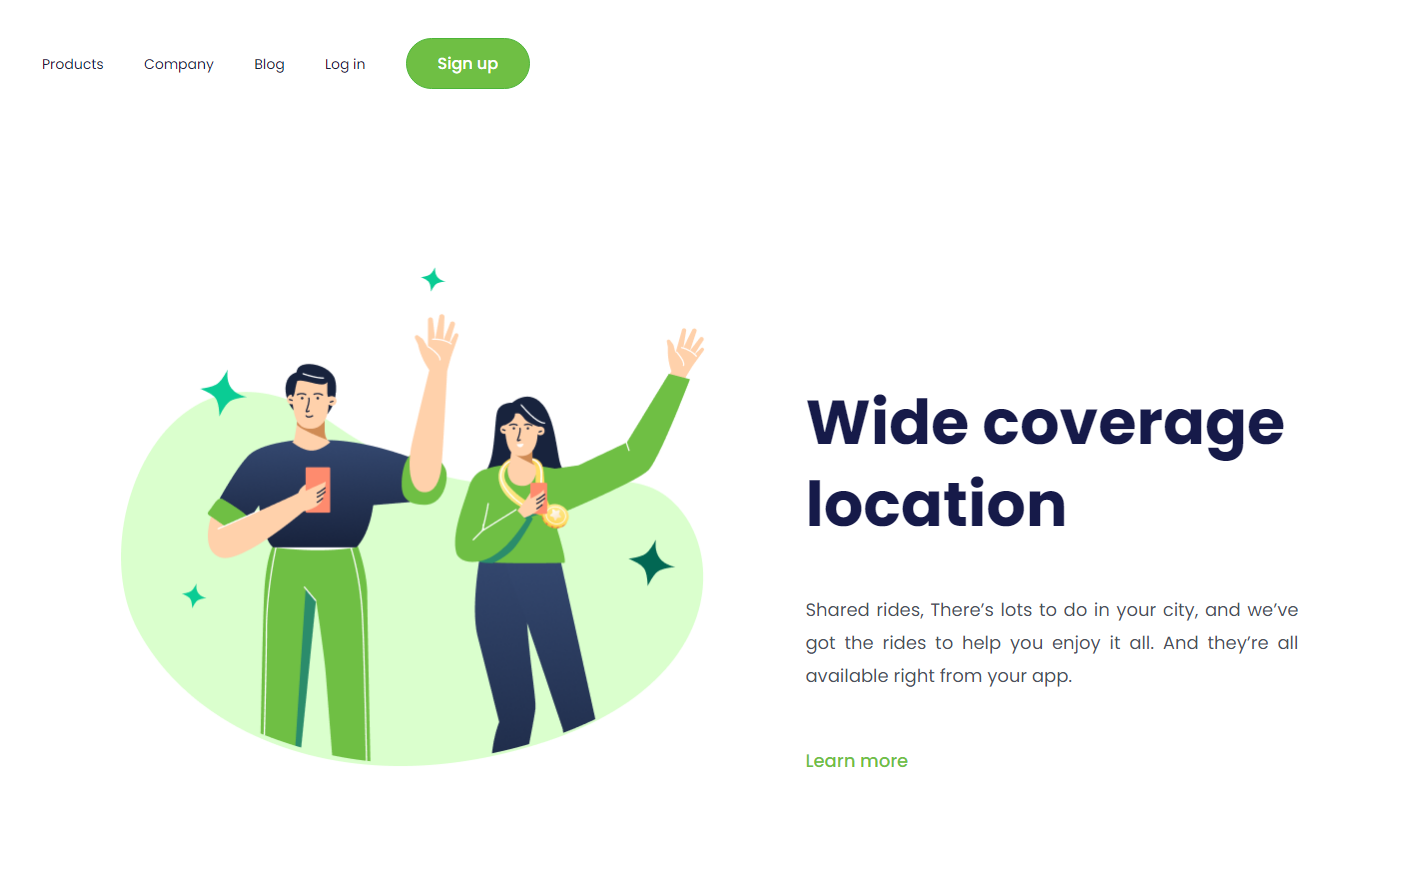 Products Company Blog Log in Sign up
Wide coverage
location
Shared rides, There’s lots to do in your city, and we’ve
got the rides to help you enjoy it all. And they’re all
available right from your app.
Learn more